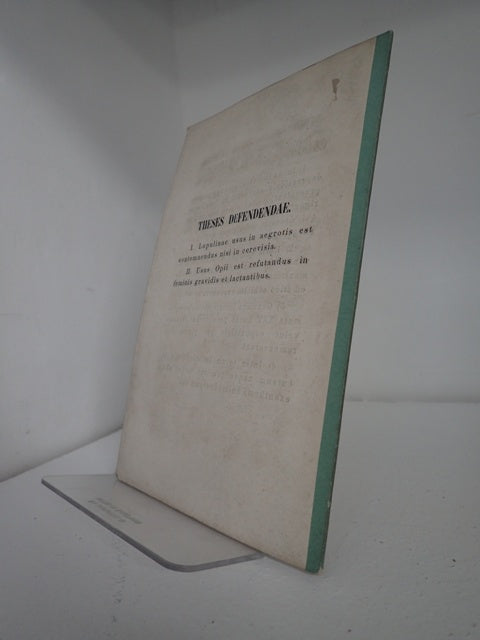 THESES DEFENDENDAE.
I. Lupulinae usus in aegrotis est
contemnendus nisi in cerevisia.
II. Usus Opii est refutandus in
feminis gravidis et lactantibus.